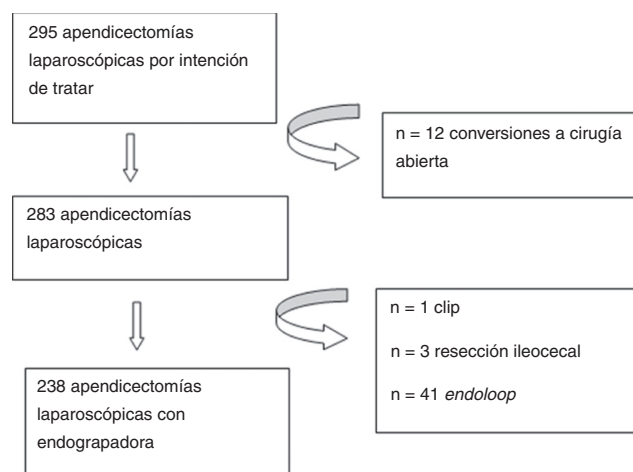 295 apendicectomías
laparoscópicas por intención
de tratar
n = 12 conversiones a cirugía
abierta
283 apendicectomías
laparoscópicas
n = 1 clip
n = 3 resección ileocecal
n = 41 endoloop
238 apendicectomías
laparoscópicas con
endograpadora